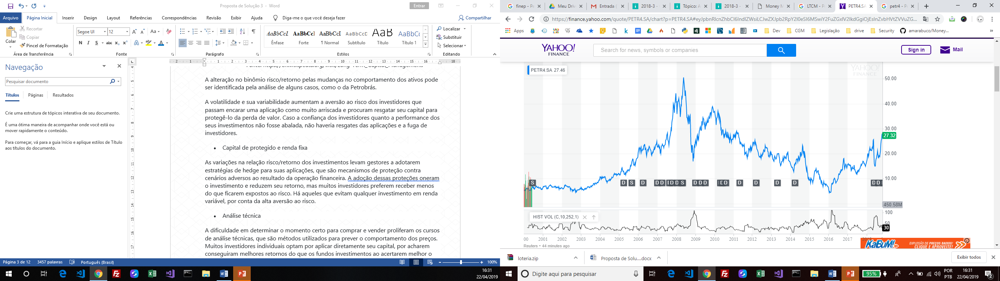 Proposta de Solução 3 - Word
Entrar
Arquivo Página Inicial Inserir Design Layout Referências Correspondências Revisão Exibir Ajuda Diga-me o que você deseja fazer Compartilhar
Colar
Recortar
Copiar
Pincel de Formatação
Área de Transferência
Segoe UI 12
N I S abc x₂ x²
Fonte
Parágrafo
AaBbCcL AaBbCcl AaBbCcl AaBbCcD AaB AaBbCc
Ênfase Forte ¶ Normal Subtítulo Título Título 1
Estilos
Localizar
Substituir
Selecionar
Editando
Navegação
Pesquisar documento
Títulos Páginas Resultados
Crie uma estrutura de tópicos interativa de seu documento.
É uma ótima maneira de acompanhar onde você está ou
mover rapidamente o conteúdo.
Para começar, vá para a guia Início e aplique estilos de Título
aos títulos do documento.
A alteração no binômio risco/retorno pelas mudanças no comportamento dos ativos pode
ser identificada pela análise de alguns casos, como o da Petrobrás.
A volatilidade e sua variabilidade aumentam a aversão ao risco dos investidores que
passam encarar uma aplicação como muito arriscada e procuram resgatar seu capital para
protegê-lo da perda de valor. Caso a confiança dos investidores quanto a performance dos
seus investimentos não fosse abalada, não haveria resgates das aplicações e a fuga de
investidores.
• Capital de protegido e renda fixa
As variações na relação risco/retorno dos investimentos levam gestores a adotarem
estratégias de hedge para suas aplicações, que são mecanismos de proteção contra
cenários adversos ao resultado da operação financeira. A adoção dessas proteções oneram
o investimento e reduzem seu retorno, mas muitos investidores preferem receber menos
do que ficarem expostos ao risco. Há aqueles que evitam qualquer investimento em renda
variável, por conta da alta aversão ao risco.
• Análise técnica
A dificuldade em determinar o momento certo para comprar e vender proliferam os cursos
de análise técnicas, que são métodos utilizados para prever o comportamento dos preços.
Muitos investidores individuais optam por aplicar diretamente seu capital, por acharem
conseguiram melhores retornos do que os fundos investimentos ao acertarem melhor o
Página 3 de 12 3457 palavras Português (Brasil) 100%
16:31
22/04/2019
finep - Pe Meu Driv Entrada ( 2018-3 - Tópico: A 2018-3 - Money M LTCM - P PETR4.SA petr4 - P
https://finance.yahoo.com/quote/PETR4.SA/chart?p=PETR4.SA
Apps Dev CGM Legislação drive Security amarabuco/Money...
YAHOO!
FINANCE
Search for news, symbols or companies
Sign in Mail
PETR4.SA 27.46
YAHOO!
FINANCE
50.00
40.00
30.00
27.32
20.00
10.00
S D S D D D D D D S D D D D D D D D D D D
450.58M
HIST VOL (C,10,252,1)
100
50
30
00 2001 2002 2003 2004 2005 2006 2007 2008 2009 2010 2011 2012 2013 2014 2015 2016 2017
Reuters • 44 minutes ago
KaBuM! EXPLOSÃO DE PREÇOS BAIXOS!
CLIQUE E APROVEITE!
loteria.zip Proposta de Solu....docx Exibir todos
Digite aqui para pesquisar
95%
POR
PTB
16:31
22/04/2019
2